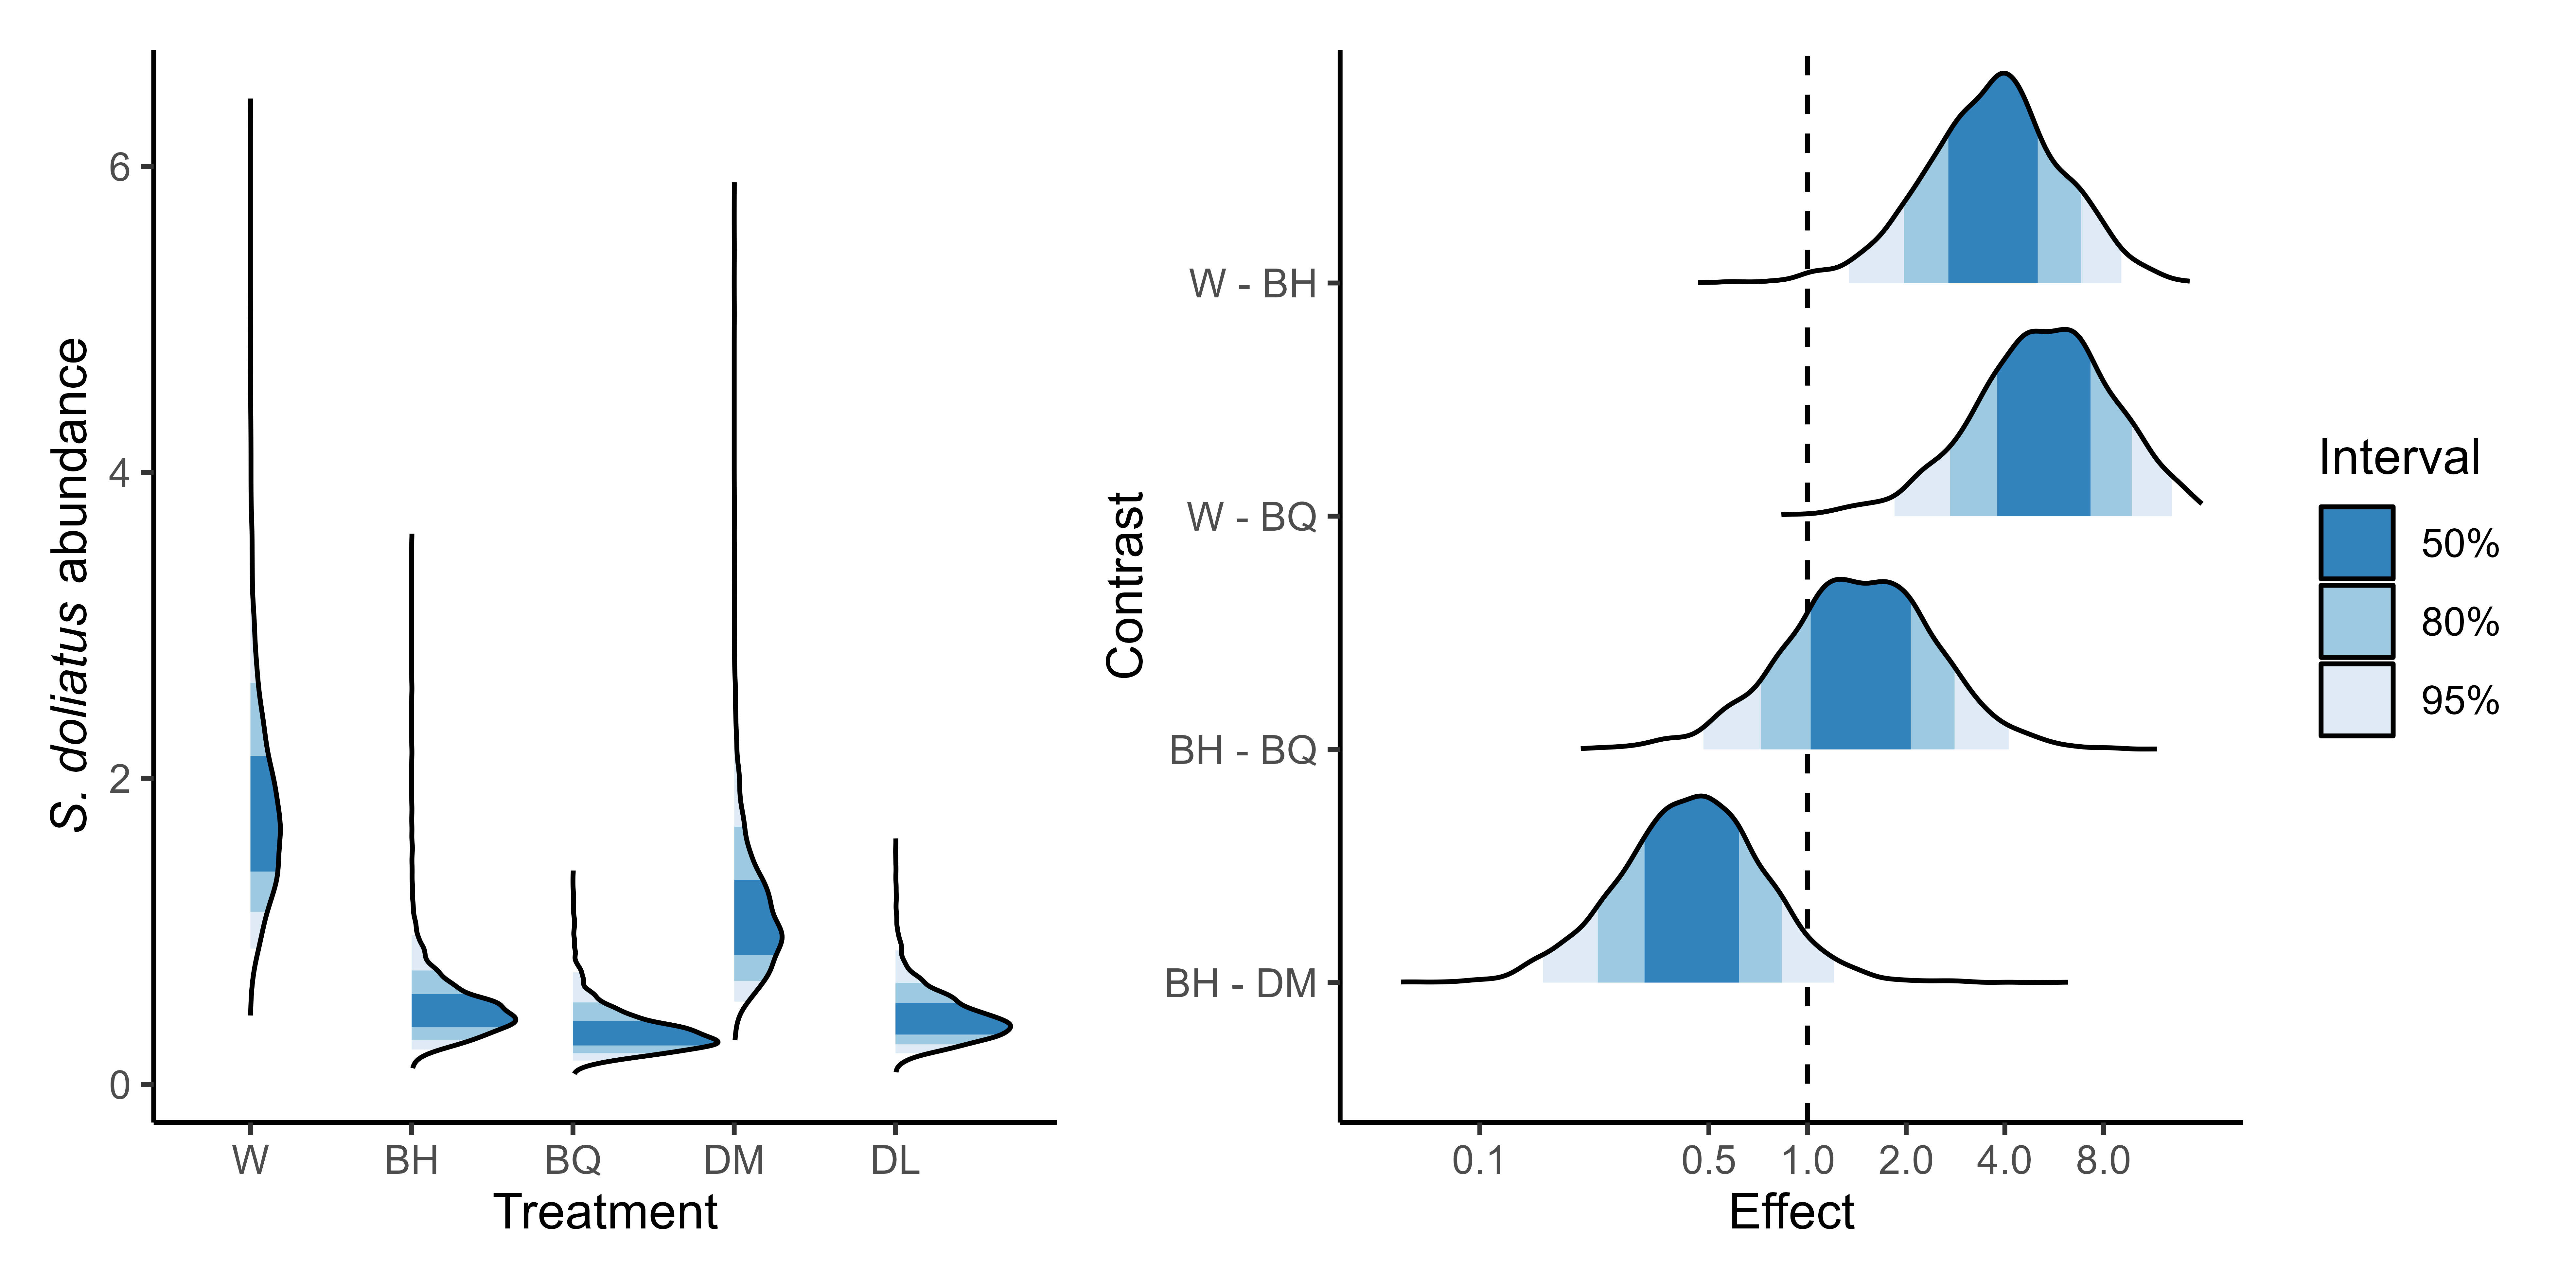 6
4
2
0
S. doliatus abundance
W
BH
BQ
DM
DL
Treatment
Contrast
W - BH
W - BQ
BH - BQ
BH - DM
0.1
0.5
1.0
2.0
4.0
8.0
Effect
Interval
50%
80%
95%